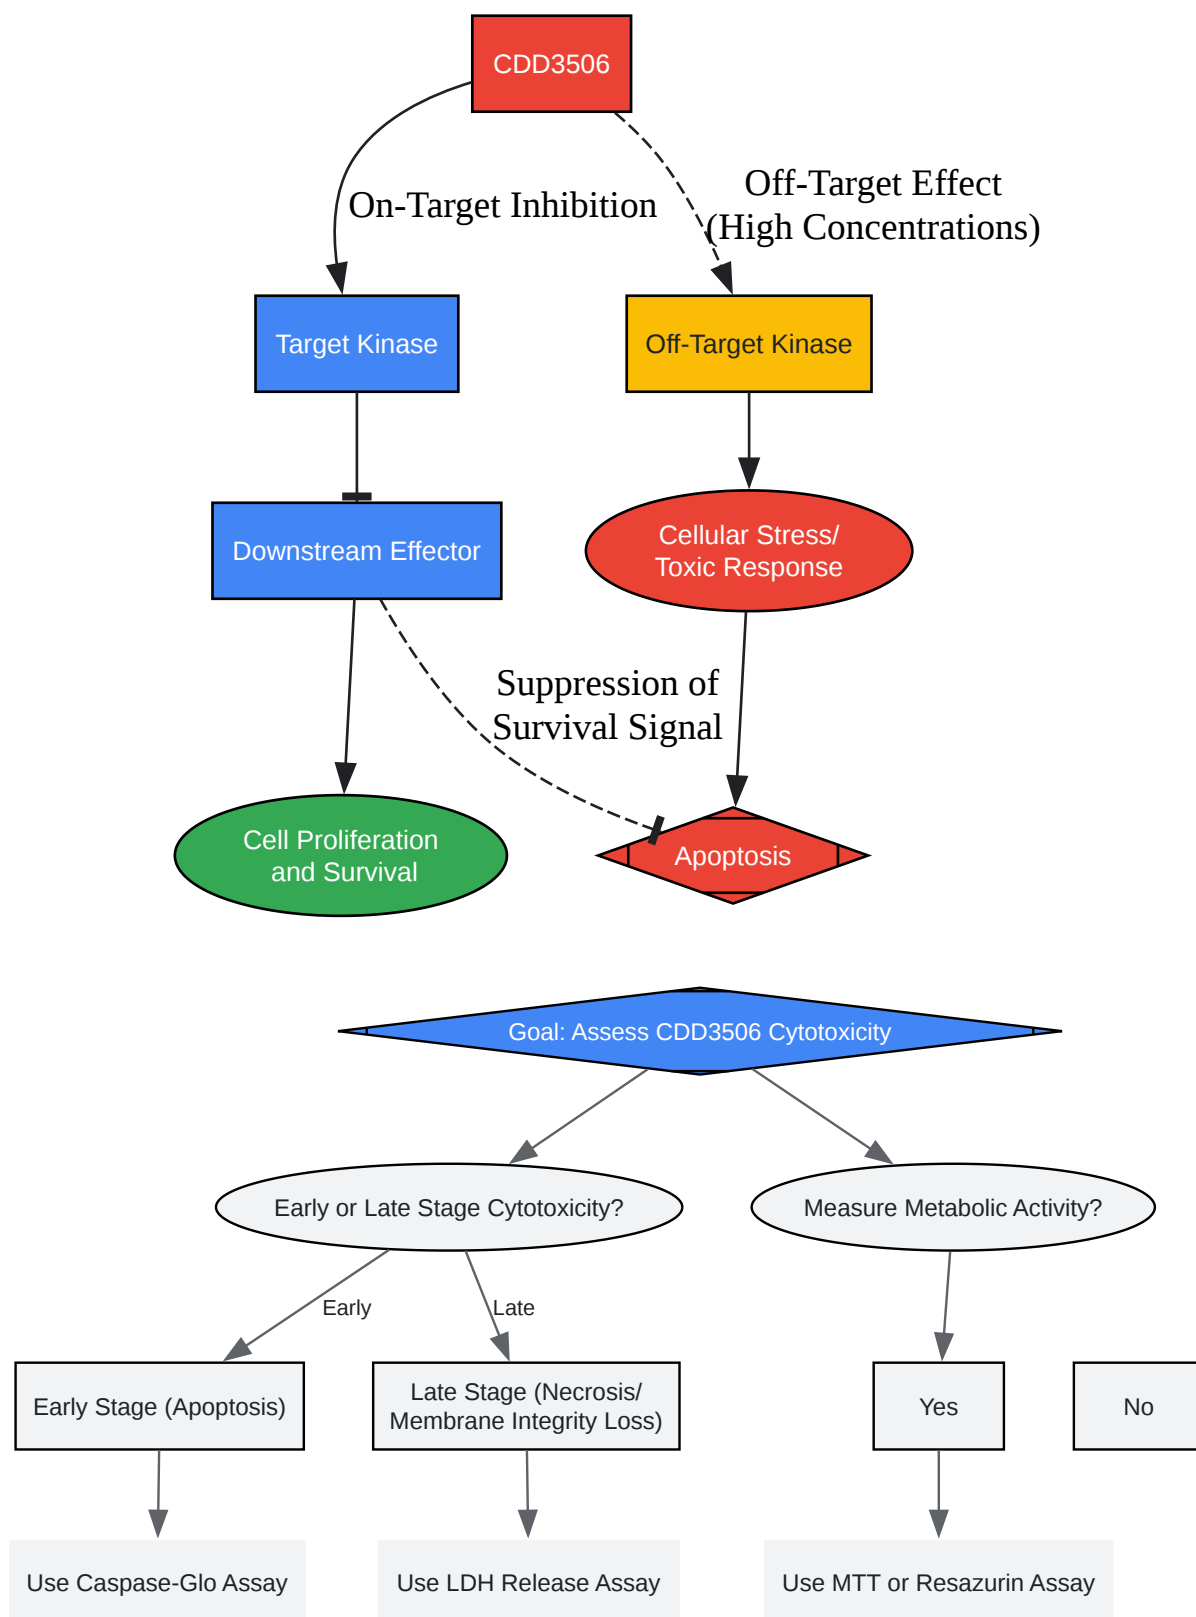 CDD3506
On-Target Inhibition
Off-Target Effect
(High Concentrations)
Target Kinase
Off-Target Kinase
Downstream Effector
Cellular Stress/
Toxic Response
Suppression of
Survival Signal
Cell Proliferation
and Survival
Apoptosis
Goal: Assess CDD3506 Cytotoxicity
Early or Late Stage Cytotoxicity?
Measure Metabolic Activity?
Early
Late
Early Stage (Apoptosis)
Late Stage (Necrosis/
Membrane Integrity Loss)
Yes
No
Use Caspase-Glo Assay
Use LDH Release Assay
Use MTT or Resazurin Assay